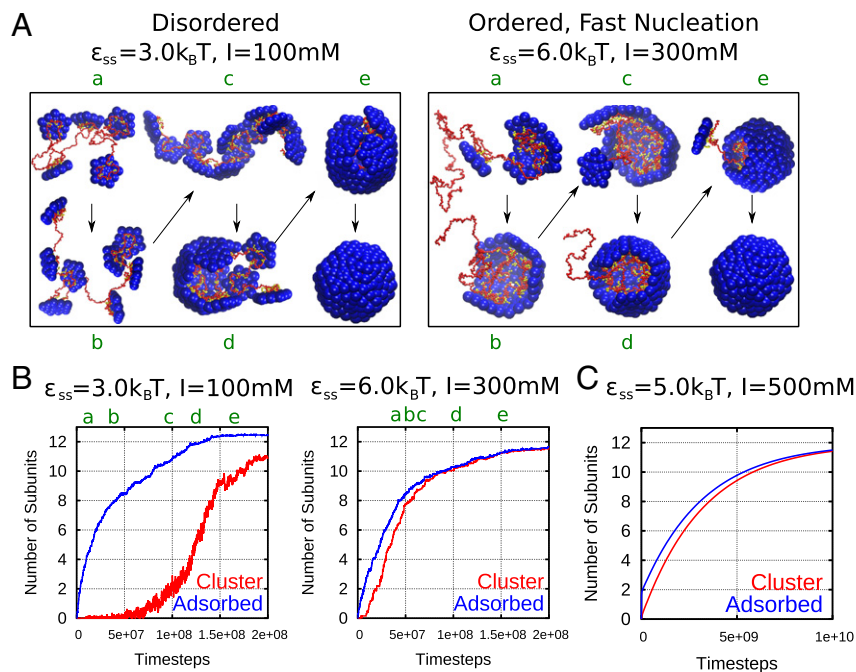 A
Disordered
εss=3.0kBT, I=100mM
Ordered, Fast Nucleation
εss=6.0kBT, I=300mM
a c e
a c e
b d
b d
B
εss=3.0kBT, I=100mM
a b c d e
Number of Subunits
12
10
8
6
4
2
0
Cluster
Adsorbed
0 5e+07 1e+08 1.5e+08 2e+08
Timesteps
εss=6.0kBT, I=300mM
a b c d e
Number of Subunits
12
10
8
6
4
2
0
Cluster
Adsorbed
0 5e+07 1e+08 1.5e+08 2e+08
Timesteps
C
εss=5.0kBT, I=500mM
Number of Subunits
12
10
8
6
4
2
0
Cluster
Adsorbed
0 5e+09 1e+10
Timesteps